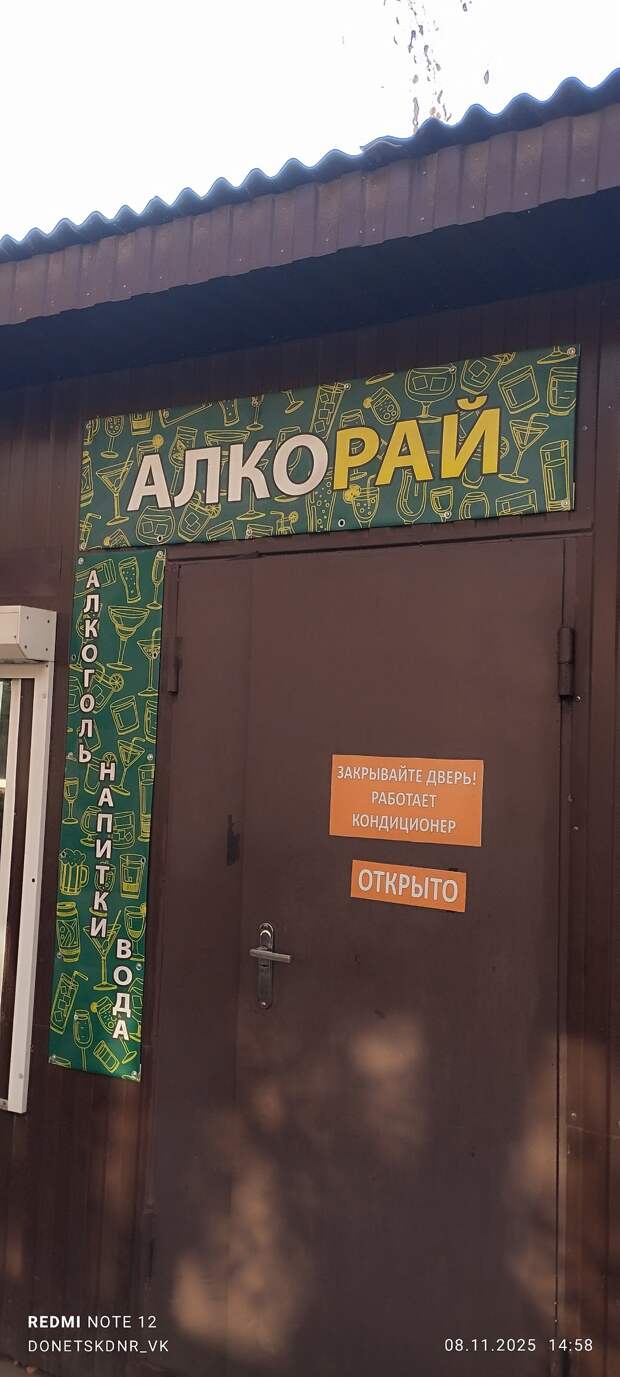 АЛКОРАЙ
АЛКОГОЛЬ
НАПИТКИ
ВОДА
ЗАКРЫВАЙТЕ ДВЕРЬ!
РАБОТАЕТ
КОНДИЦИОНЕР
ОТКРЫТО
REDMI NOTE 12
DONETSKDNR_VK
08.11.2025 14:58